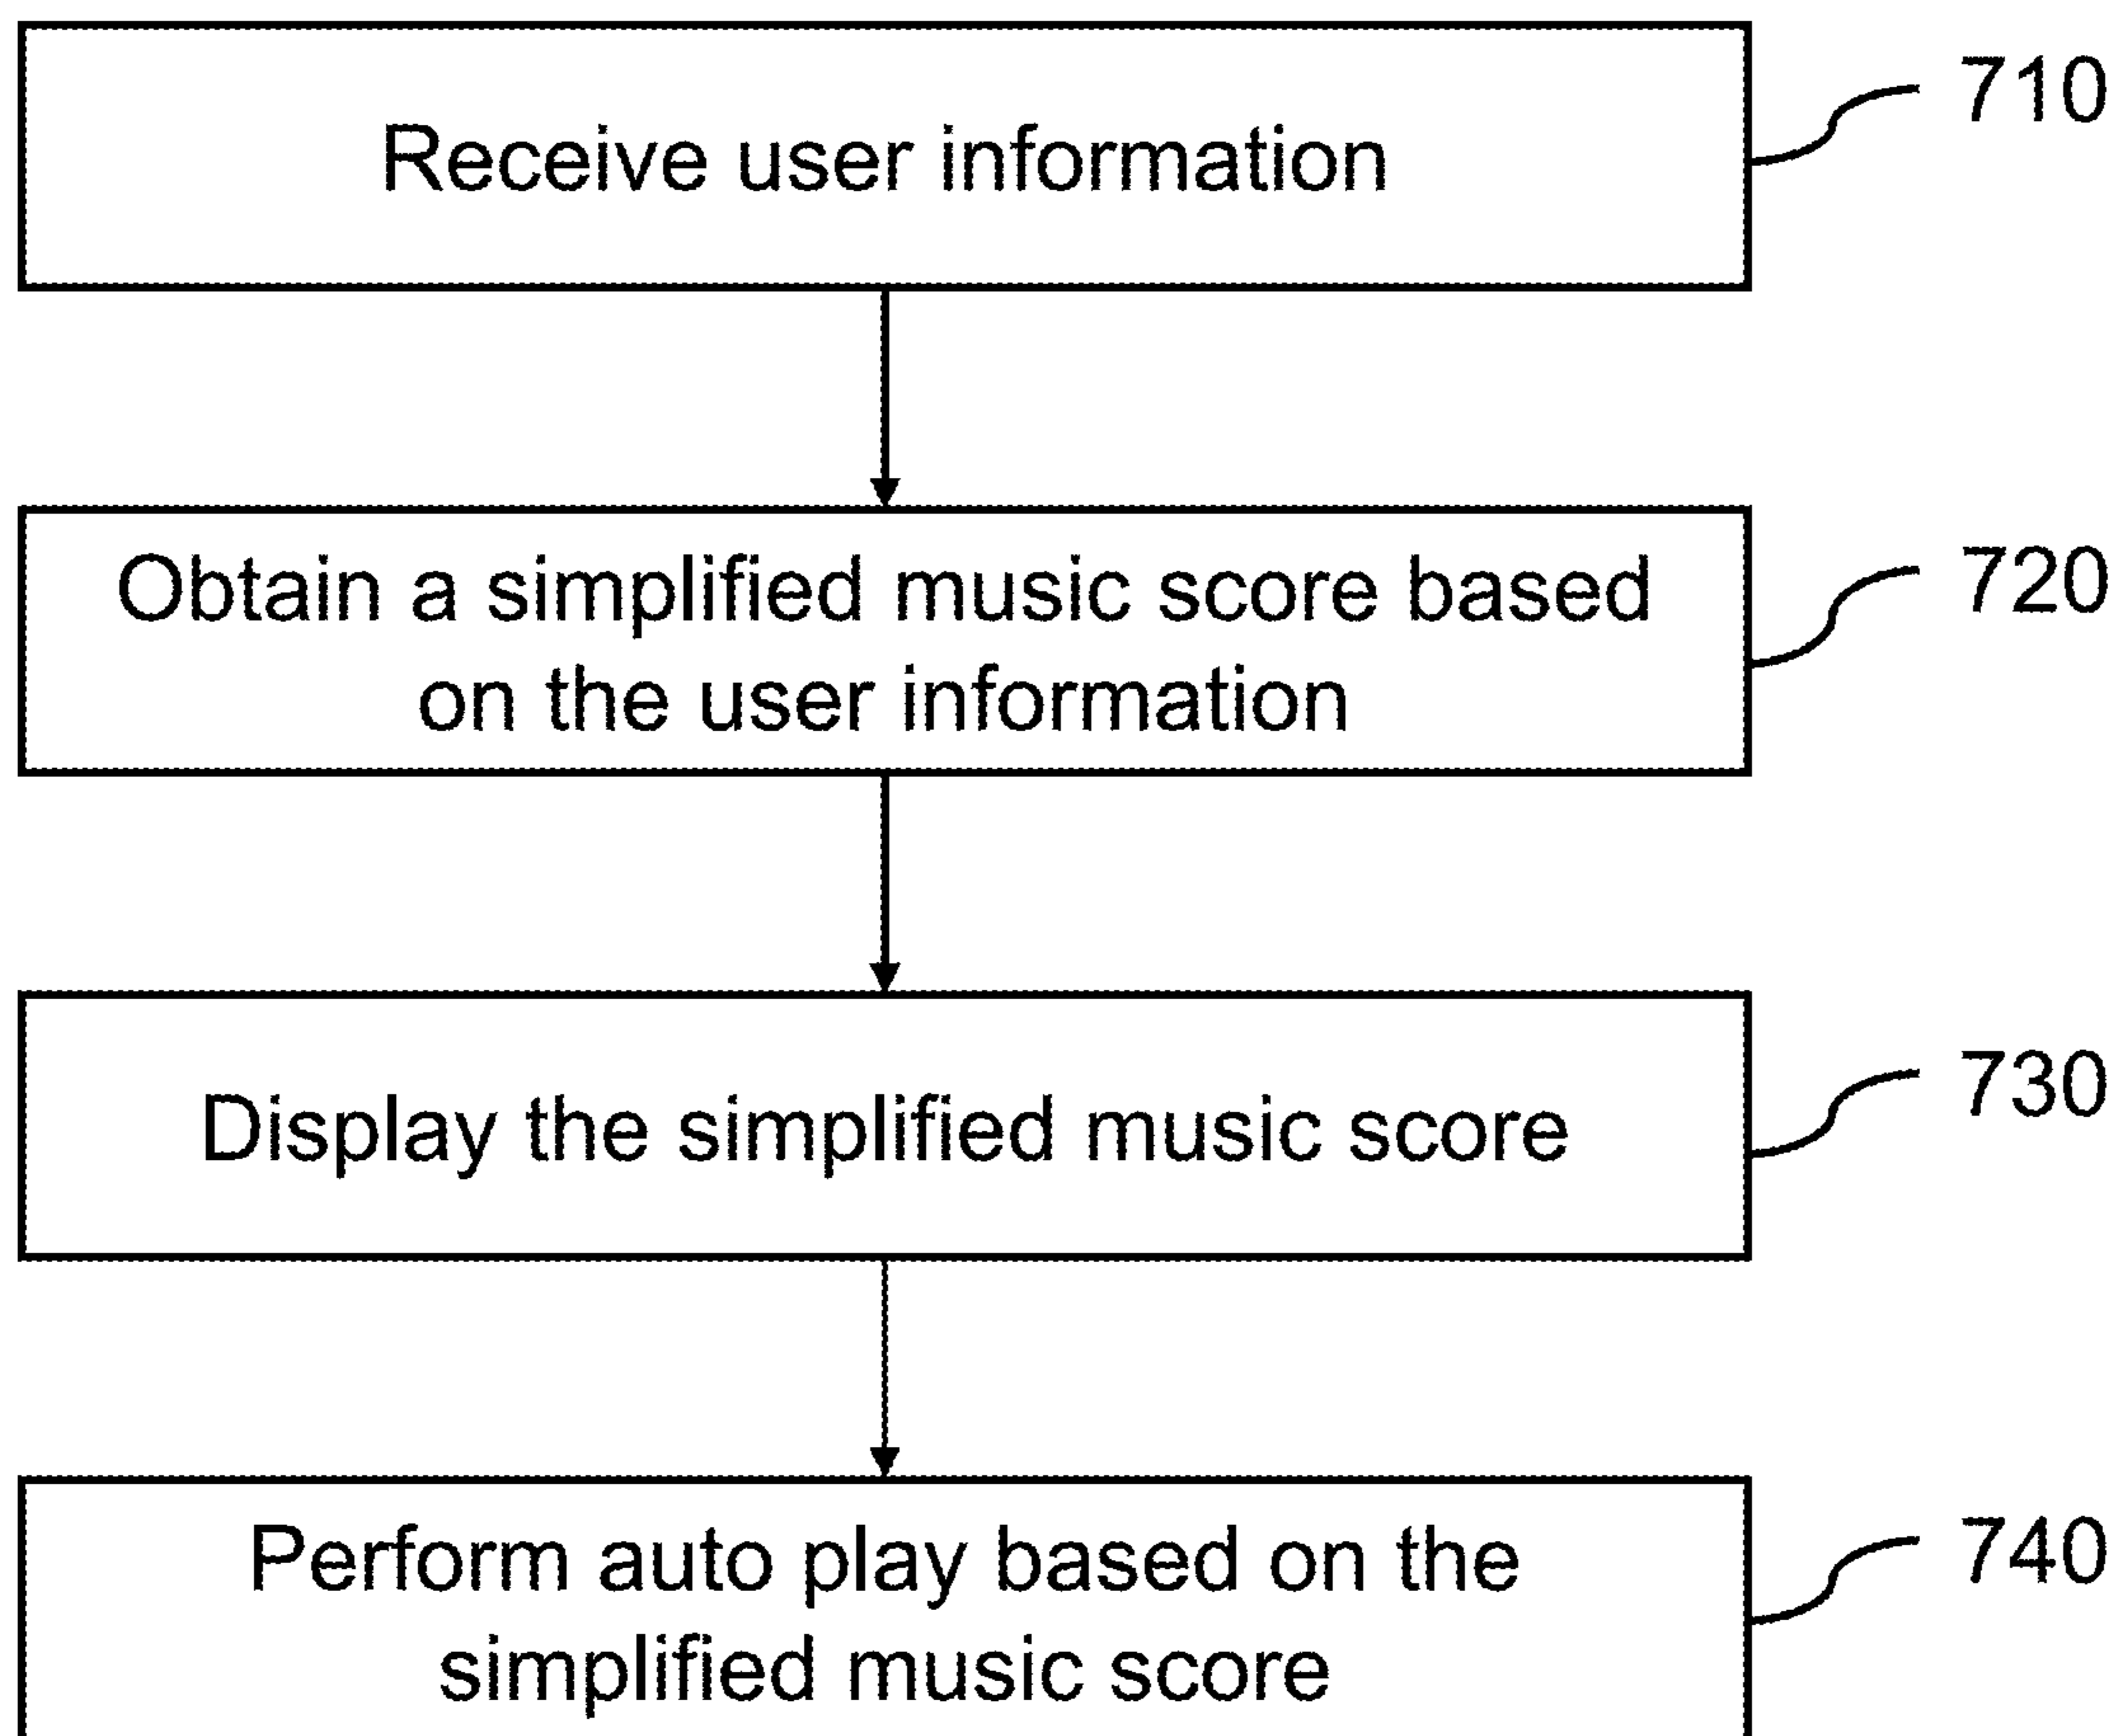 Receive user information
710
Obtain a simplified music score based
on the user information
720
Display the simplified music score
730
Perform auto play based on the
simplified music score
740